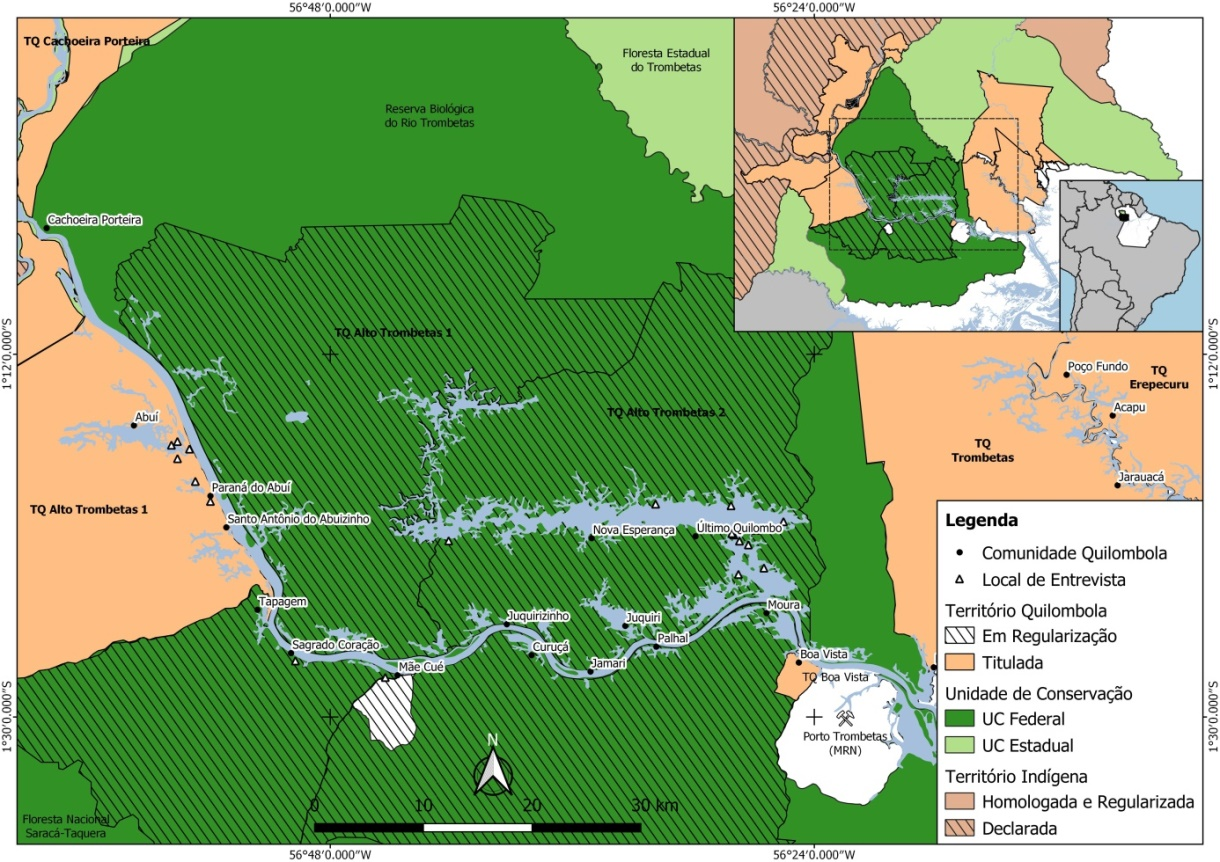 56°48'0.000"W
56°24'0.000"W
TQ Cachoeira Porteira
Floresta Estadual
do Trombetas
Reserva Biológica
do Rio Trombetas
Cachoeira Porteira
TQ Alto Trombetas 1
1°12'0.000"S
1°12'0.000"S
Poço Fundo
TQ
Erepecuru
Acapu
Abuí
TQ Alto Trombetas 2
TQ
Trombetas
Jarauacá
Paraná do Abuí
TQ Alto Trombetas 1
Santo Antônio do Abuizinho
Nova Esperança
Último Quilombo
Tapagem
Juquirizinho
Juquirí
Moura
Sagrado Coração
Curuçá
Palhal
Mãe Cué
Jamari
Boa Vista
TQ Boa Vista
1°30'0.000"S
1°30'0.000"S
Porto Trombetas
(MRN)
N
0
10
20
30 km
Floresta Nacional
Saracá-Taquera
56°48'0.000"W
56°24'0.000"W
Legenda
Comunidade Quilombola
Local de Entrevista
Território Quilombola
Em Regularização
Titulada
Unidade de Conservação
UC Federal
UC Estadual
Território Indígena
Homologada e Regularizada
Declarada